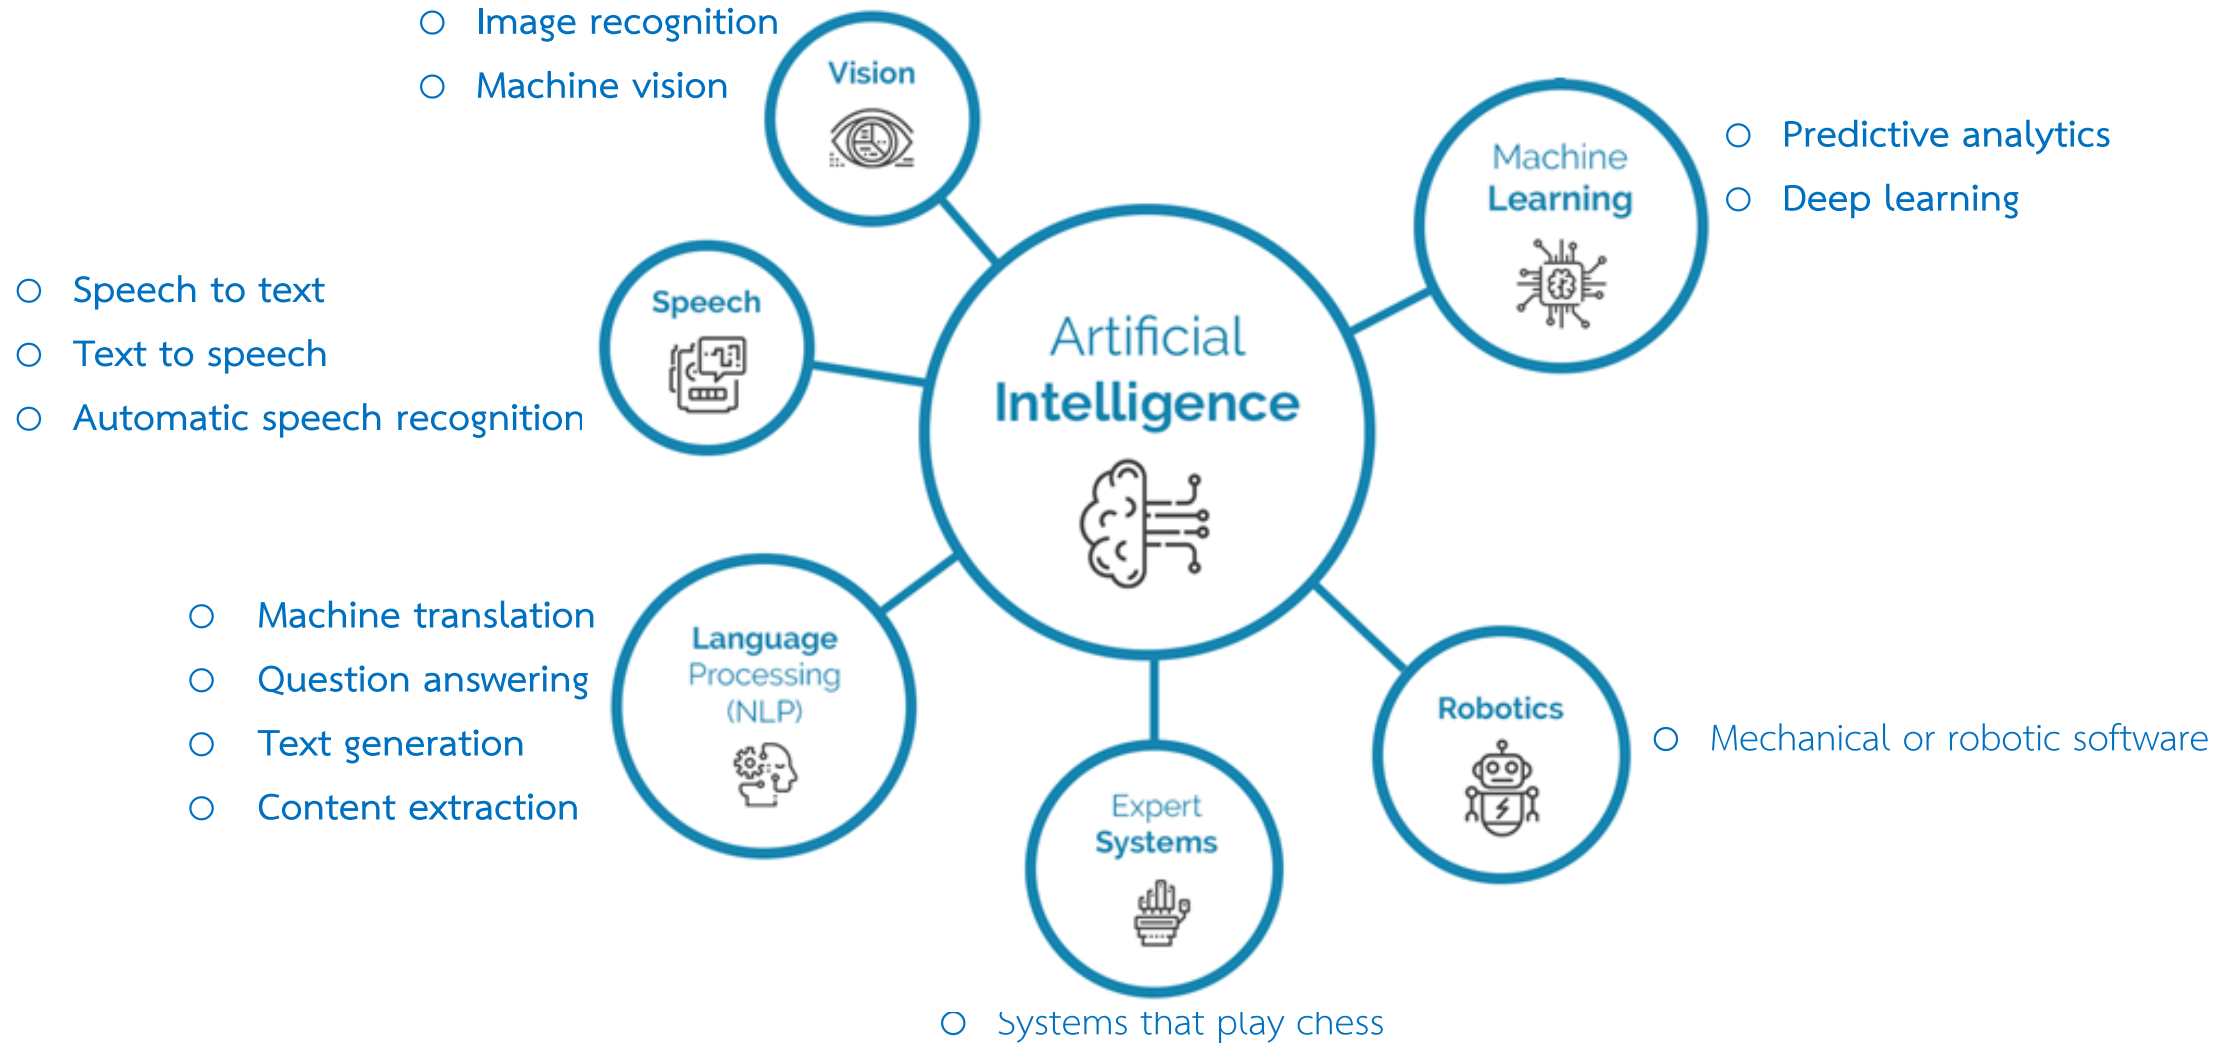 ○ Image recognition
○ Machine vision
Vision
Machine
Learning
○ Predictive analytics
○ Deep learning
○ Speech to text
○ Text to speech
○ Automatic speech recognition
Speech
Artificial
Intelligence
○ Machine translation
○ Question answering
○ Text generation
○ Content extraction
Language
Processing
(NLP)
Robotics
○ Mechanical or robotic software
Expert
Systems
○ Systems that play chess